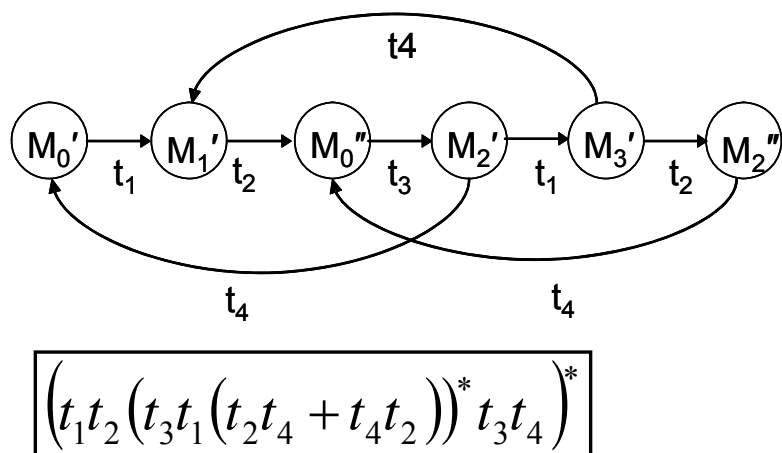 t4
M₀′ M₁′ M₀″ M₂′ M₃′ M₂″
t₁ t₂ t₃ t₁ t₂
t₄ t₄
(t₁t₂(t₃t₁(t₂t₄ + t₄t₂))* t₃t₄)*